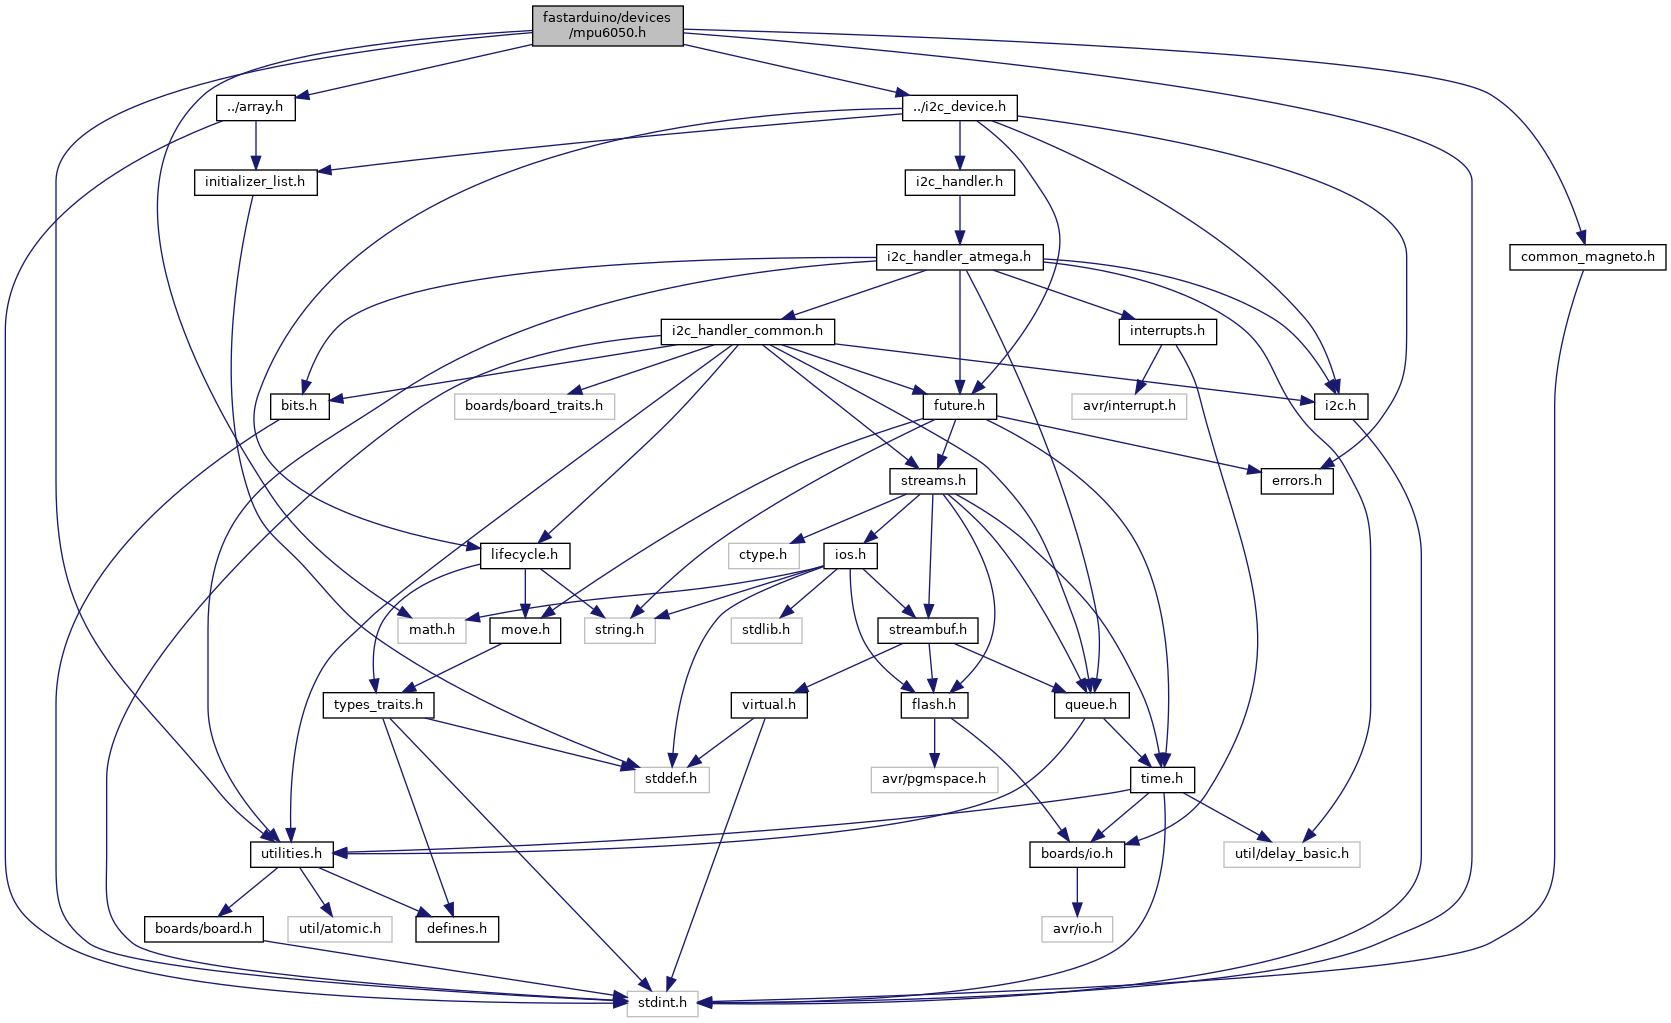 fastarduino/devices
/mpu6050.h
../array.h
../i2c_device.h
initializer_list.h
i2c_handler.h
i2c_handler_atmega.h
common_magneto.h
i2c_handler_common.h
interrupts.h
bits.h
boards/board_traits.h
future.h
avr/interrupt.h
i2c.h
streams.h
errors.h
lifecycle.h
ctype.h
ios.h
math.h
move.h
string.h
stdlib.h
streambuf.h
types_traits.h
virtual.h
flash.h
queue.h
stddef.h
avr/pgmspace.h
time.h
utilities.h
boards/io.h
util/delay_basic.h
boards/board.h
util/atomic.h
defines.h
avr/io.h
stdint.h